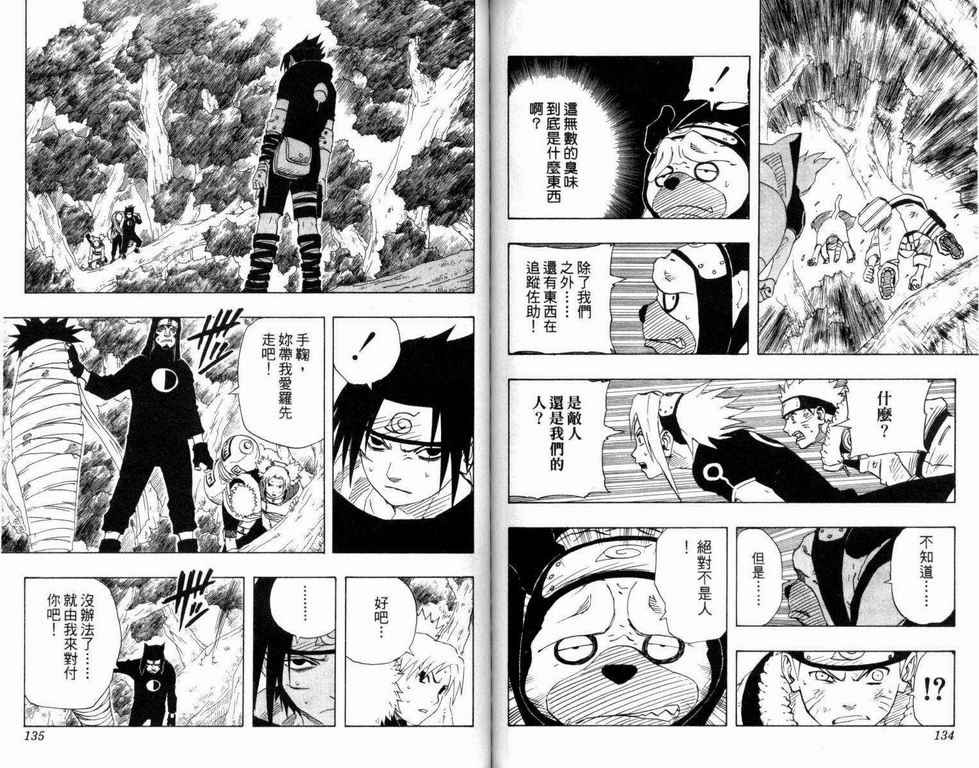 ！
這無數的臭味
到底是什麼東西
啊？
除了我們
之外……
還有東西在
追蹤佐助！
什麼？
是敵人
還是我們的
人？
不知道……
但是……
絕對不是人
！
!?
134
！
手鞠，
妳帶我愛羅先
走吧！
好吧…
………
沒辦法了……
就由我來對付
你吧！
135